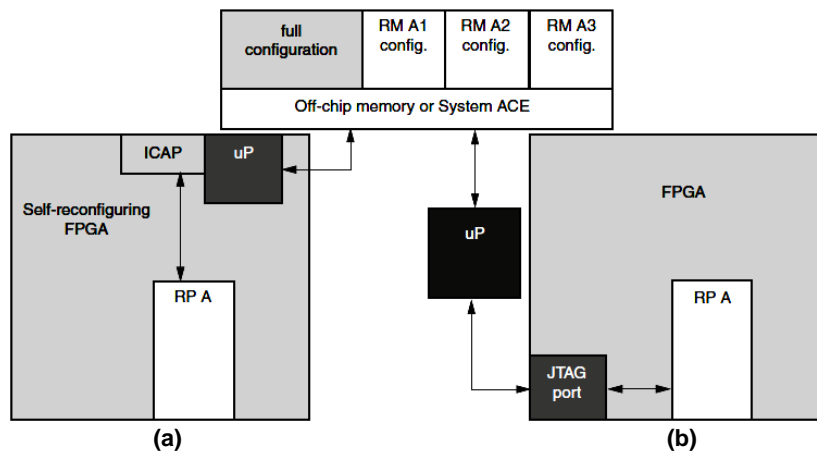 full
configuration
RM A1
config.
RM A2
config.
RM A3
config.
Off-chip memory or System ACE
ICAP
uP
Self-reconfiguring
FPGA
RP A
uP
FPGA
RP A
JTAG
port
(a)
(b)